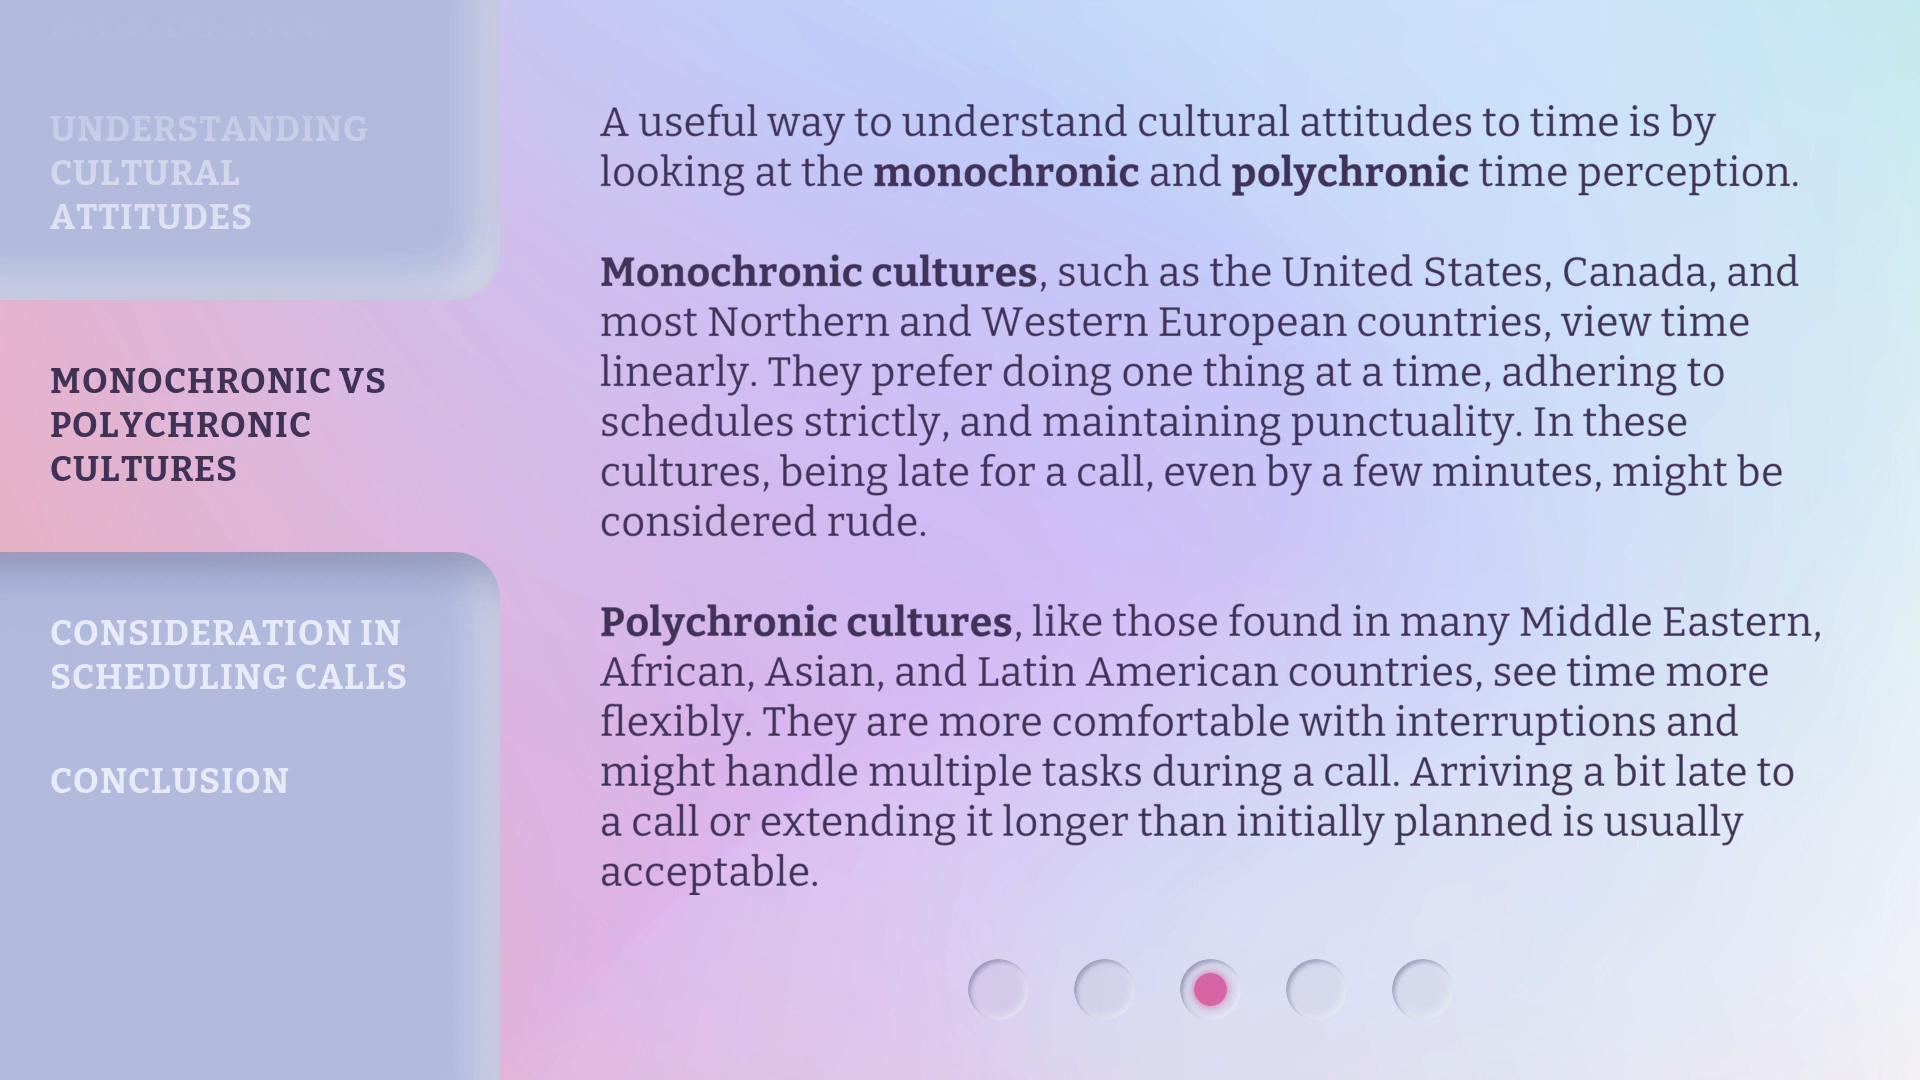 INTRODUCTION
UNDERSTANDING
CULTURAL
ATTITUDES
MONOCHRONIC VS
POLYCHRONIC
CULTURES
CONSIDERATION IN
SCHEDULING CALLS
CONCLUSION
A useful way to understand cultural attitudes to time is by
looking at the monochronic and polychronic time perception.
Monochronic cultures, such as the United States, Canada, and
most Northern and Western European countries, view time
linearly. They prefer doing one thing at a time, adhering to
schedules strictly, and maintaining punctuality. In these
cultures, being late for a call, even by a few minutes, might be
considered rude.
Polychronic cultures, like those found in many Middle Eastern,
African, Asian, and Latin American countries, see time more
flexibly. They are more comfortable with interruptions and
might handle multiple tasks during a call. Arriving a bit late to
a call or extending it longer than initially planned is usually
acceptable.